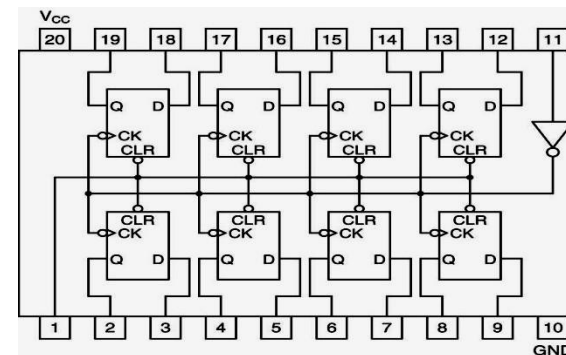 VCC
20 19 18 17 16 15 14 13 12 11
Q D Q D Q D Q D
CK CK CK CK
CLR CLR CLR CLR
CLR CLR CLR CLR
CK CK CK CK
Q D Q D Q D Q D
1 2 3 4 5 6 7 8 9 10
GND